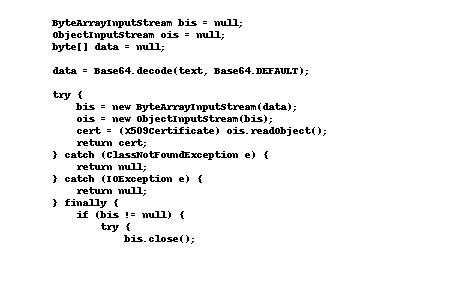 ByteArrayInputStream bis = null;
ObjectInputStream ois = null;
byte[] data = null;
data = Base64.decode(text, Base64.DEFAULT);
try {
bis = new ByteArrayInputStream(data);
ois = new ObjectInputStream(bis);
cert = (X509Certificate) ois.readObject();
return cert;
} catch (ClassNotFoundException e) {
return null;
} catch (IOException e) {
return null;
} finally {
if (bis != null) {
try {
bis.close();